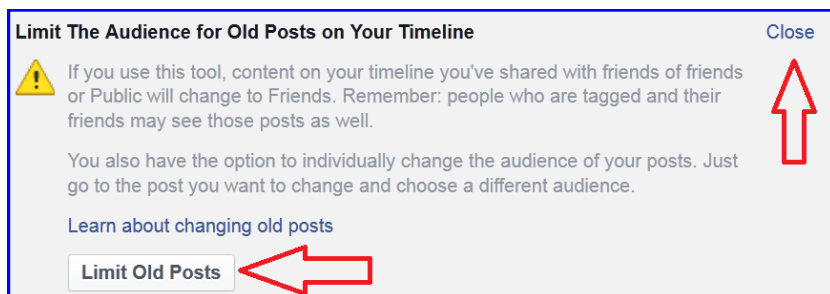 Limit The Audience for Old Posts on Your Timeline Close
If you use this tool, content on your timeline you've shared with friends of friends
or Public will change to Friends. Remember: people who are tagged and their
friends may see those posts as well.
You also have the option to individually change the audience of your posts. Just
go to the post you want to change and choose a different audience.
Learn about changing old posts
Limit Old Posts